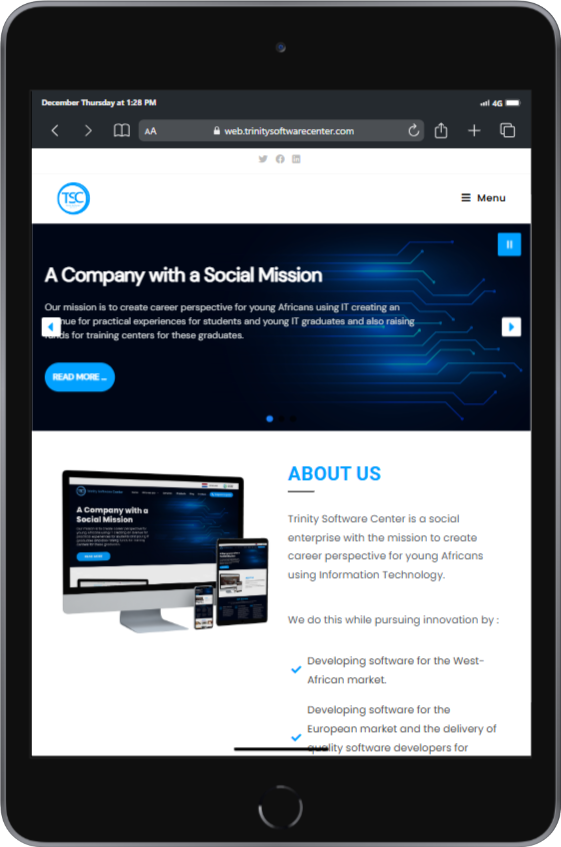 December Thursday at 1:28 PM
4G
AA
web.trinitysoftwarecenter.com
TSC
Menu
A Company with a Social Mission
Our mission is to create career perspective for young Africans using IT creating an
nue for practical experiences for students and young IT graduates and also raising
funds for training centers for these graduates.
READ MORE ...
A Company with a
Social Mission
ABOUT US
Trinity Software Center is a social
enterprise with the mission to create
career perspective for young Africans
using Information Technology.
We do this while pursuing innovation by :
Developing software for the West-
African market.
Developing software for the
European market and the delivery of
quality software developers for